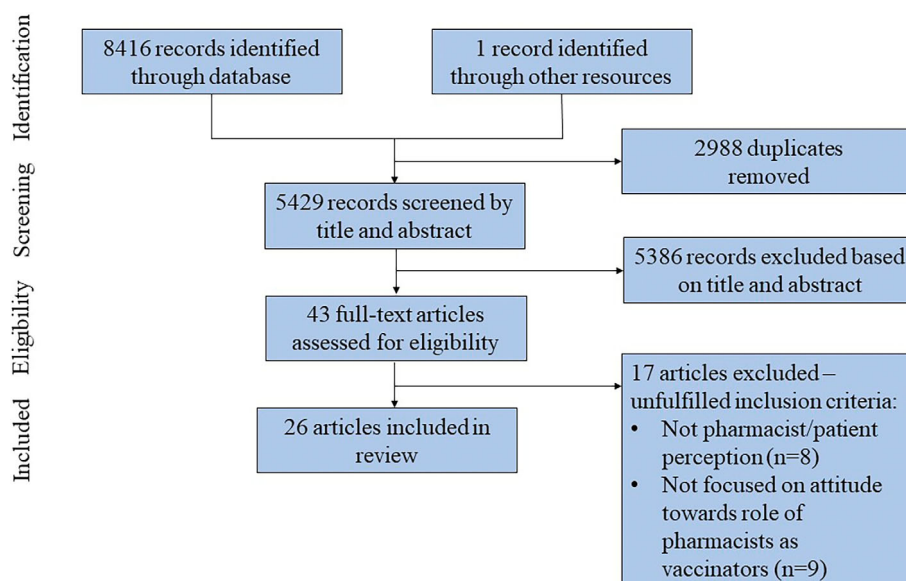 8416 records identified
through database
1 record identified
through other resources
2988 duplicates
removed
5429 records screened by
title and abstract
5386 records excluded based
on title and abstract
43 full-text articles
assessed for eligibility
17 articles excluded –
unfulfilled inclusion criteria:
• Not pharmacist/patient
perception (n=8)
• Not focused on attitude
towards role of
pharmacists as
vaccinators (n=9)
26 articles included in
review
Identification
Screening
Eligibility
Included